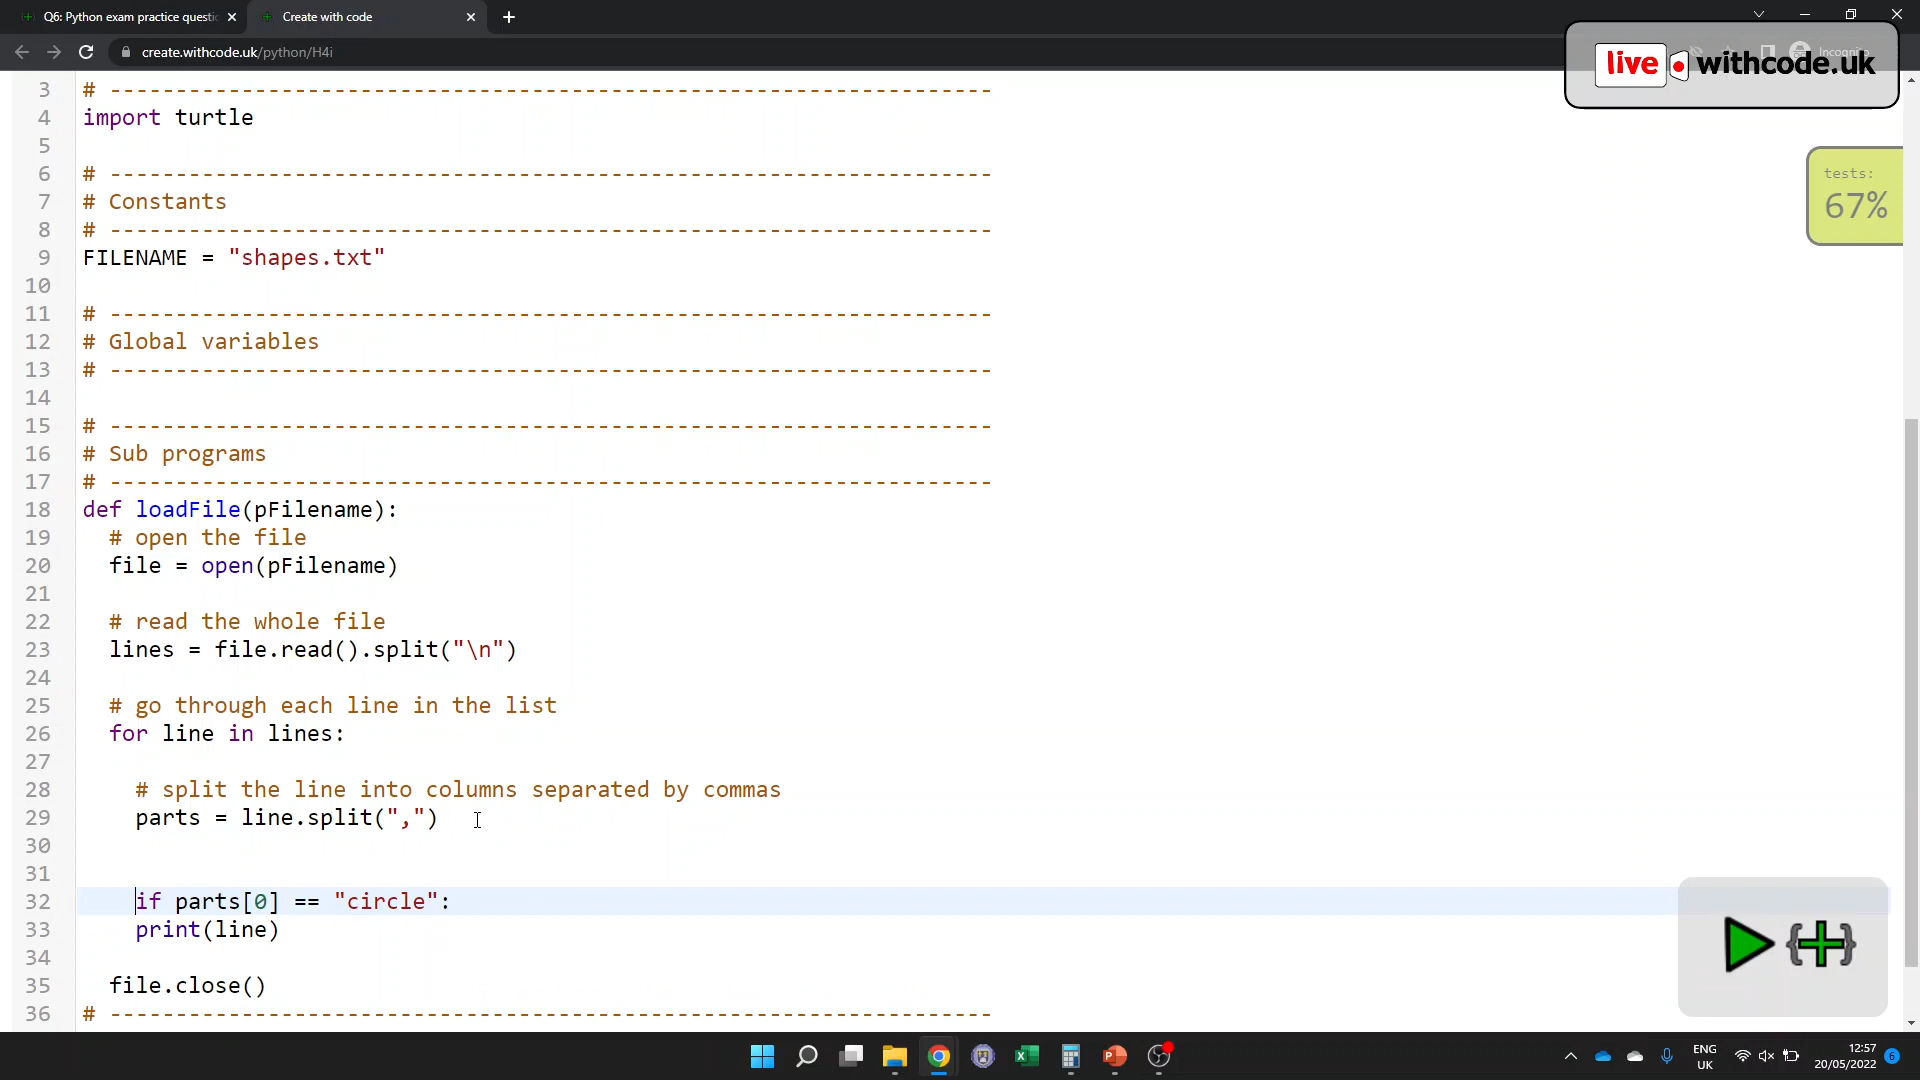 Q6: Python exam practice questi
Create with code
create.withcode.uk/python/H4i
Incognito
live withcode.uk
tests:
67%
3 # --------------------------------------------------------------------
4 import turtle
5
6 # --------------------------------------------------------------------
7 # Constants
8 # --------------------------------------------------------------------
9 FILENAME = "shapes.txt"
10
11 # --------------------------------------------------------------------
12 # Global variables
13 # --------------------------------------------------------------------
14
15 # --------------------------------------------------------------------
16 # Sub programs
17 # --------------------------------------------------------------------
18 def loadFile(pFilename):
19   # open the file
20   file = open(pFilename)
21
22   # read the whole file
23   lines = file.read().split("\n")
24
25   # go through each line in the list
26   for line in lines:
27
28     # split the line into columns separated by commas
29     parts = line.split(",")
30
31
32     if parts[0] == "circle":
33     print(line)
34
35   file.close()
36 # --------------------------------------------------------------------
{+}
ENG
UK
12:57
20/05/2022
6